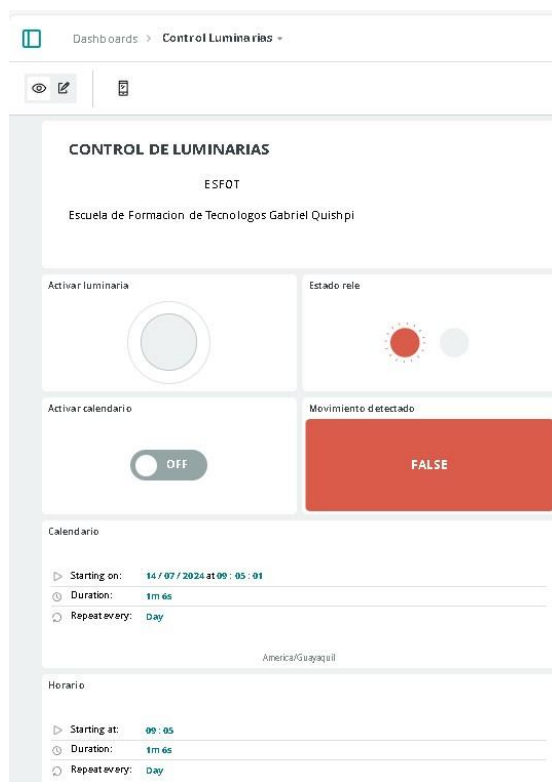 Dashboards > Control Luminarias
CONTROL DE LUMINARIAS
ESFOT
Escuela de Formacion de Tecnologos Gabriel Quishpi
Activar luminaria
Estado rele
Activar calendario
OFF
Movimiento detectado
FALSE
Calendario
Starting on: 14 / 07 / 2024 at 09 : 05 : 01
Duration: 1m 6s
Repeat every: Day
America/Guayaquil
Horario
Starting at: 09 : 05
Duration: 1m 6s
Repeat every: Day